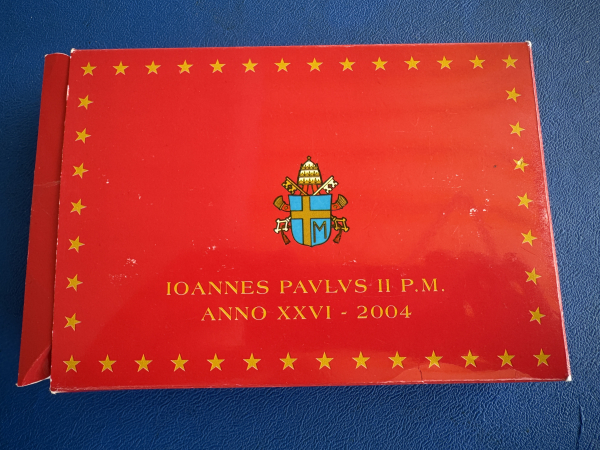 M
IOANNES PAVLVS II P.M.
ANNO XXVI - 2004